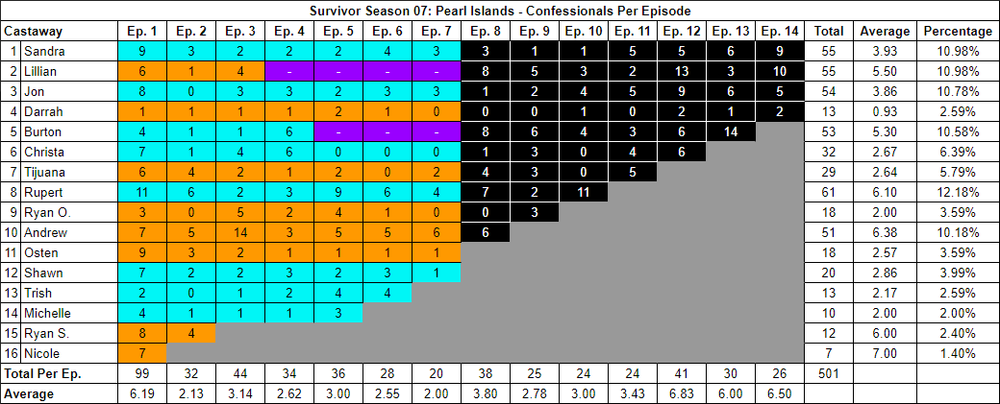 Survivor Season 07: Pearl Islands - Confessionals Per Episode
Castaway Ep. 1 Ep. 2 Ep. 3 Ep. 4 Ep. 5 Ep. 6 Ep. 7 Ep. 8 Ep. 9 Ep. 10 Ep. 11 Ep. 12 Ep. 13 Ep. 14 Total Average Percentage
1 Sandra 9 3 2 2 2 4 3 3 1 1 5 5 6 9 55 3.93 10.98%
2 Lillian 6 1 4 - - - - 8 5 3 2 13 3 10 55 5.50 10.98%
3 Jon 8 0 3 3 2 3 3 1 2 4 5 9 6 5 54 3.86 10.78%
4 Darrah 1 1 1 1 2 1 0 0 0 1 0 2 1 2 13 0.93 2.59%
5 Burton 4 1 1 6 - - - 8 6 4 3 6 14 53 5.30 10.58%
6 Christa 7 1 4 6 0 0 0 1 3 0 4 6 32 2.67 6.39%
7 Tijuana 6 4 2 1 2 0 2 4 3 0 5 29 2.64 5.79%
8 Rupert 11 6 2 3 9 6 4 7 2 11 61 6.10 12.18%
9 Ryan O. 3 0 5 2 4 1 0 0 3 18 2.00 3.59%
10 Andrew 7 5 14 3 5 5 6 6 51 6.38 10.18%
11 Osten 9 3 2 1 1 1 1 18 2.57 3.59%
12 Shawn 7 2 2 3 2 3 1 20 2.86 3.99%
13 Trish 2 0 1 2 4 4 13 2.17 2.59%
14 Michelle 4 1 1 1 3 10 2.00 2.00%
15 Ryan S. 8 4 12 6.00 2.40%
16 Nicole 7 7 7.00 1.40%
Total Per Ep. 99 32 44 34 36 28 20 38 25 24 24 41 30 26 501
Average 6.19 2.13 3.14 2.62 3.00 2.55 2.00 3.80 2.78 3.00 3.43 6.83 6.00 6.50